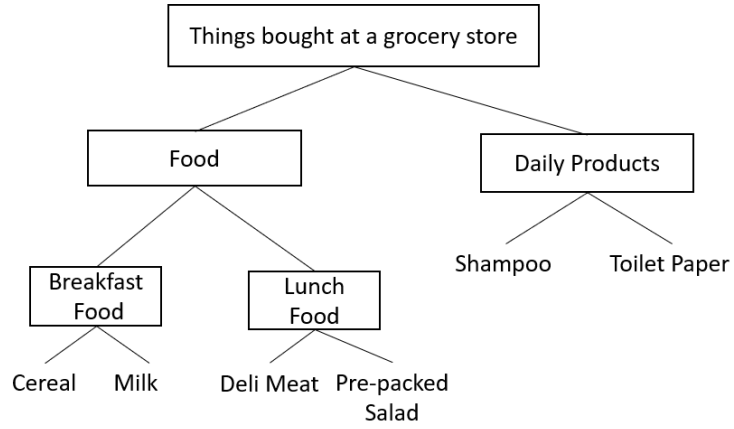 Things bought at a grocery store
Food
Daily Products
Shampoo
Toilet Paper
Breakfast
Food
Lunch
Food
Cereal
Milk
Deli Meat
Pre-packed
Salad